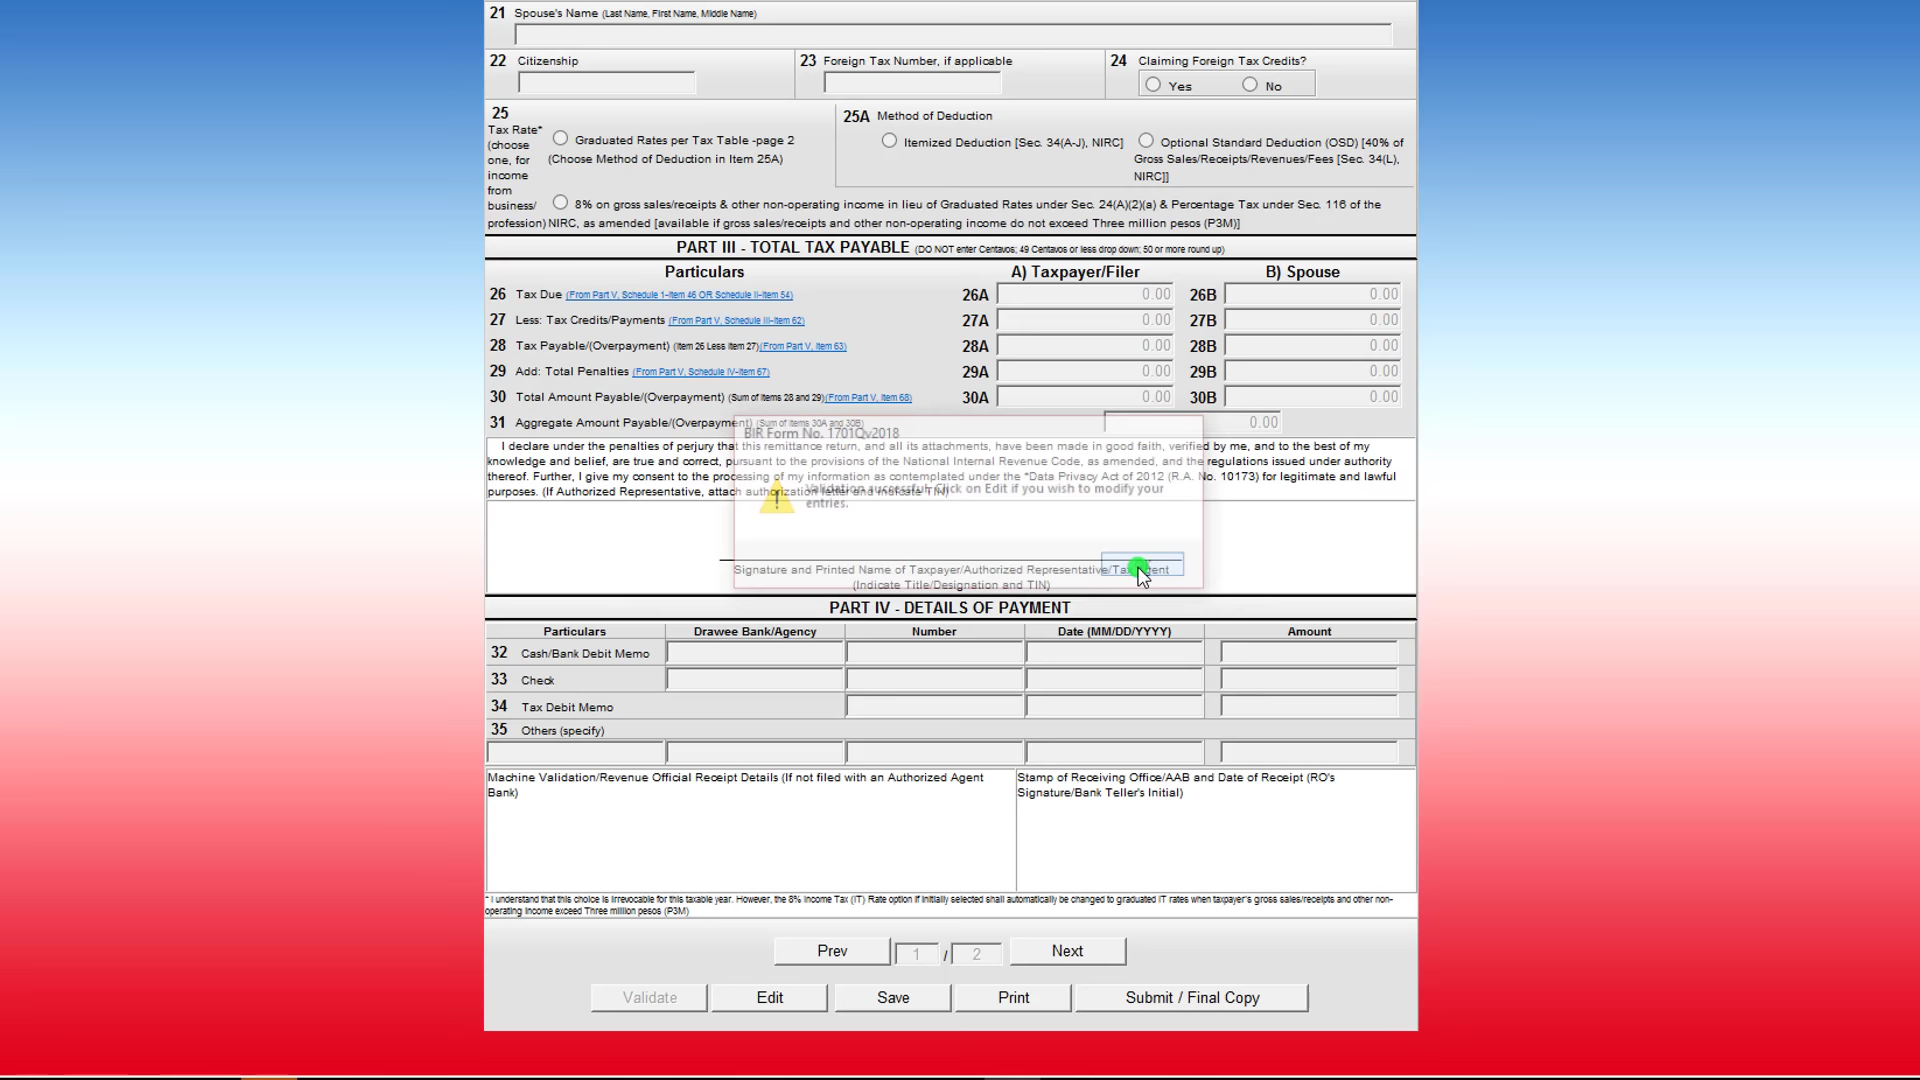 21 Spouse's Name (Last Name, First Name, Middle Name)
22 Citizenship 23 Foreign Tax Number, if applicable 24 Claiming Foreign Tax Credits?
Yes No
25 25A Method of Deduction
Tax Rate* (choose one, for income from business/ profession)
Graduated Rates per Tax Table -page 2
(Choose Method of Deduction in Item 25A)
Itemized Deduction [Sec. 34(A-J), NIRC]
Optional Standard Deduction (OSD) [40% of
Gross Sales/Receipts/Revenues/Fees [Sec. 34(L),
NIRC]]
8% on gross sales/receipts & other non-operating income in lieu of Graduated Rates under Sec. 24(A)(2)(a) & Percentage Tax under Sec. 116 of the
NIRC, as amended [available if gross sales/receipts and other non-operating income do not exceed Three million pesos (P3M)]
PART III - TOTAL TAX PAYABLE (DO NOT enter Centavos; 49 Centavos or less drop down; 50 or more round up)
Particulars A) Taxpayer/Filer B) Spouse
26 Tax Due (From Part V, Schedule 1-Item 46 OR Schedule II-Item 54) 26A 0.00 26B 0.00
27 Less: Tax Credits/Payments (From Part V, Schedule III-Item 62) 27A 0.00 27B 0.00
28 Tax Payable/(Overpayment) (Item 26 Less Item 27)(From Part V, Item 63) 28A 0.00 28B 0.00
29 Add: Total Penalties (From Part V, Schedule IV-Item 67) 29A 0.00 29B 0.00
30 Total Amount Payable/(Overpayment) (Sum of Items 28 and 29)(From Part V, Item 68) 30A 0.00 30B 0.00
31 Aggregate Amount Payable/(Overpayment) (Sum of Items 30A and 30B) 0.00
BIR Form No. 1701Qv2018
I declare under the penalties of perjury that this remittance return, and all its attachments, have been made in good faith, verified by me, and to the best of my
knowledge and belief, are true and correct, pursuant to the provisions of the National Internal Revenue Code, as amended, and the regulations issued under authority
thereof. Further, I give my consent to the processing of my information as contemplated under the *Data Privacy Act of 2012 (R.A. No. 10173) for legitimate and lawful
purposes. (If Authorized Representative, attach authorization letter and indicate TIN)
Validation successful. Click on Edit if you wish to modify your
entries.
Signature and Printed Name of Taxpayer/Authorized Representative/Tax Agent
(Indicate Title/Designation and TIN)
PART IV - DETAILS OF PAYMENT
Particulars Drawee Bank/Agency Number Date (MM/DD/YYYY) Amount
32 Cash/Bank Debit Memo
33 Check
34 Tax Debit Memo
35 Others (specify)
Machine Validation/Revenue Official Receipt Details (If not filed with an Authorized Agent
Bank)
Stamp of Receiving Office/AAB and Date of Receipt (RO's
Signature/Bank Teller's Initial)
* I understand that this choice is irrevocable for this taxable year. However, the 8% Income Tax (IT) Rate option if initially selected shall automatically be changed to graduated IT rates when taxpayer's gross sales/receipts and other non-
operating income exceed Three million pesos (P3M)
Prev 1 / 2 Next
Validate Edit Save Print Submit / Final Copy